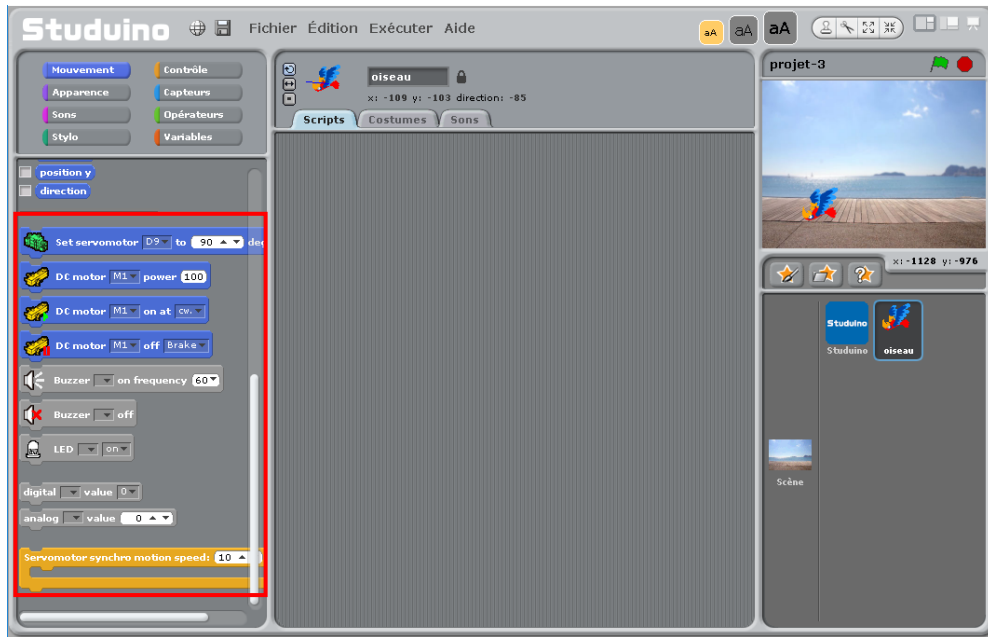 Studuino Fichier Édition Exécuter Aide aA aA aA
Mouvement Contrôle
Apparence Capteurs
Sons Opérateurs
Stylo Variables
position y
direction
Set servomotor D9 to 90 deg
DC motor M1 power 100
DC motor M1 on at cw.
DC motor M1 off Brake
Buzzer on frequency 60
Buzzer off
LED on
digital value 0
analog value 0
Servomotor synchro motion speed: 10
oiseau
x: -109 y: -103 direction: -85
Scripts Costumes Sons
projet-3
x: -1128 y: -976
Studuino
Studuino oiseau
Scène